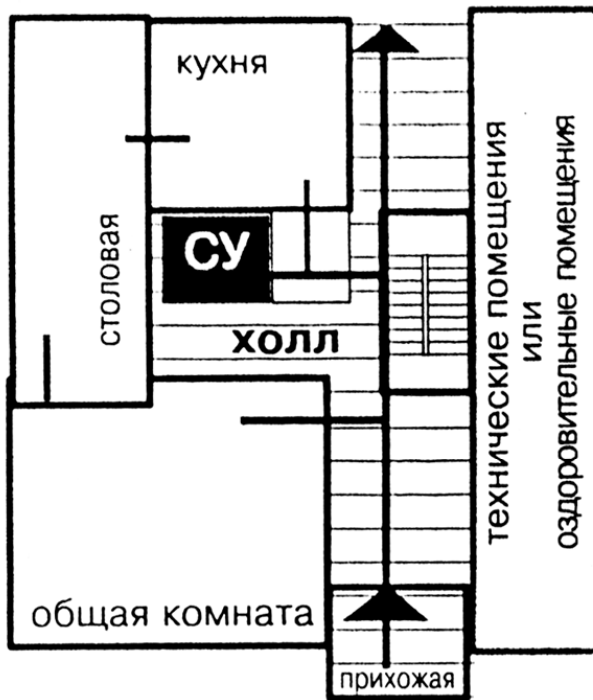 кухня
столовая
СУ
холл
технические помещения
или
оздоровительные помещения
общая комната
прихожая